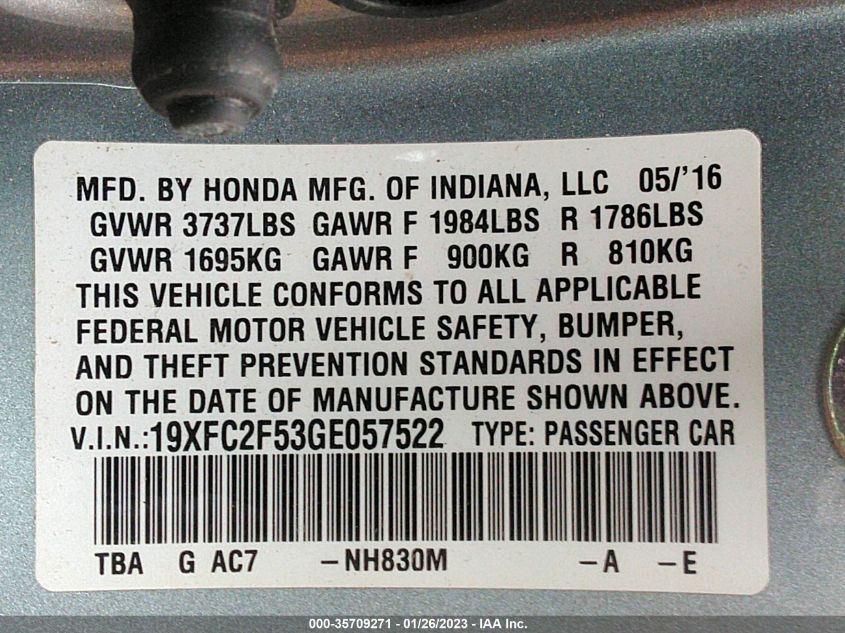 MFD. BY HONDA MFG. OF INDIANA, LLC 05/'16
GVWR 3737LBS GAWR F 1984LBS R 1786LBS
GVWR 1695KG GAWR F 900KG R 810KG
THIS VEHICLE CONFORMS TO ALL APPLICABLE
FEDERAL MOTOR VEHICLE SAFETY, BUMPER,
AND THEFT PREVENTION STANDARDS IN EFFECT
ON THE DATE OF MANUFACTURE SHOWN ABOVE.
V.I.N.:19XFC2F53GE057522 TYPE: PASSENGER CAR
TBA G AC7 -NH830M -A -E
000-35709271 - 01/26/2023 - IAA Inc.